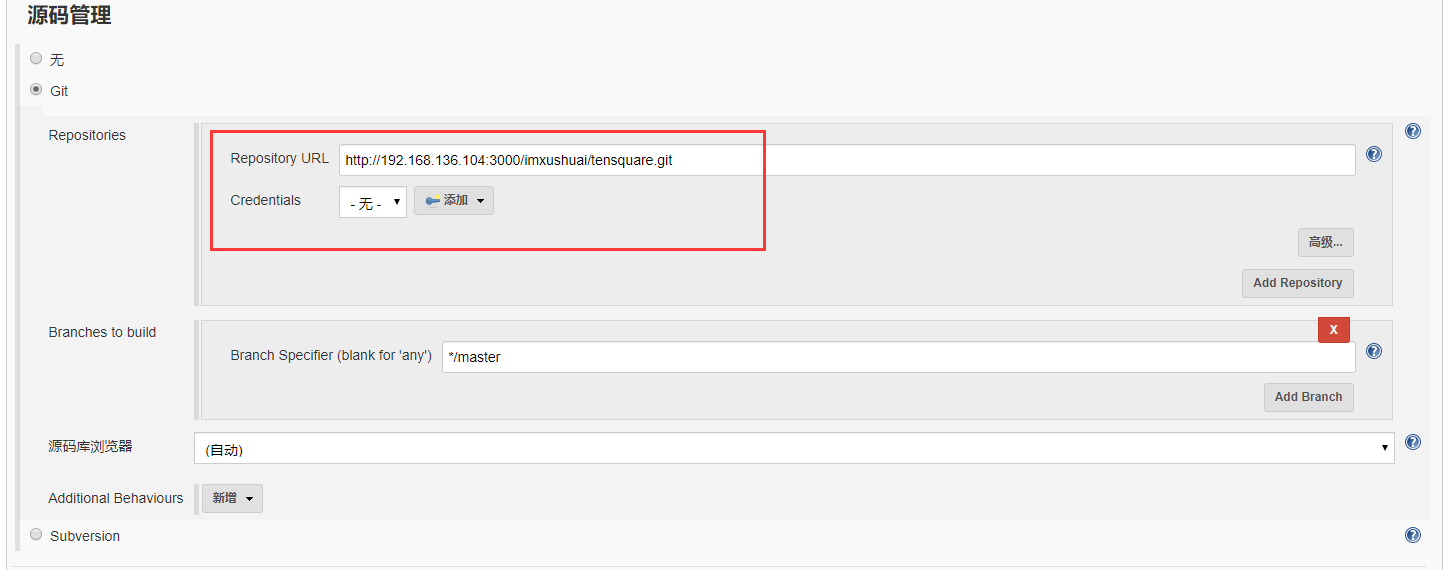 源码管理
无
Git
Repositories
Repository URL http://192.168.136.104:3000/imxushuai/tensquare.git
Credentials - 无 - 添加
高级...
Add Repository
Branches to build
X
Branch Specifier (blank for 'any') */master
Add Branch
源码库浏览器 (自动)
Additional Behaviours 新增
Subversion